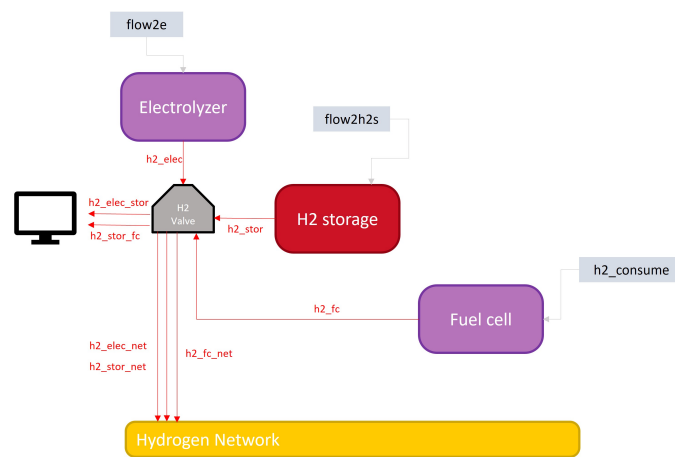 flow2e
Electrolyzer
flow2h2s
h2_elec
h2_elec_stor
H2
Valve
h2_stor
H2 storage
h2_stor_fc
h2_consume
h2_fc
Fuel cell
h2_elec_net
h2_fc_net
h2_stor_net
Hydrogen Network